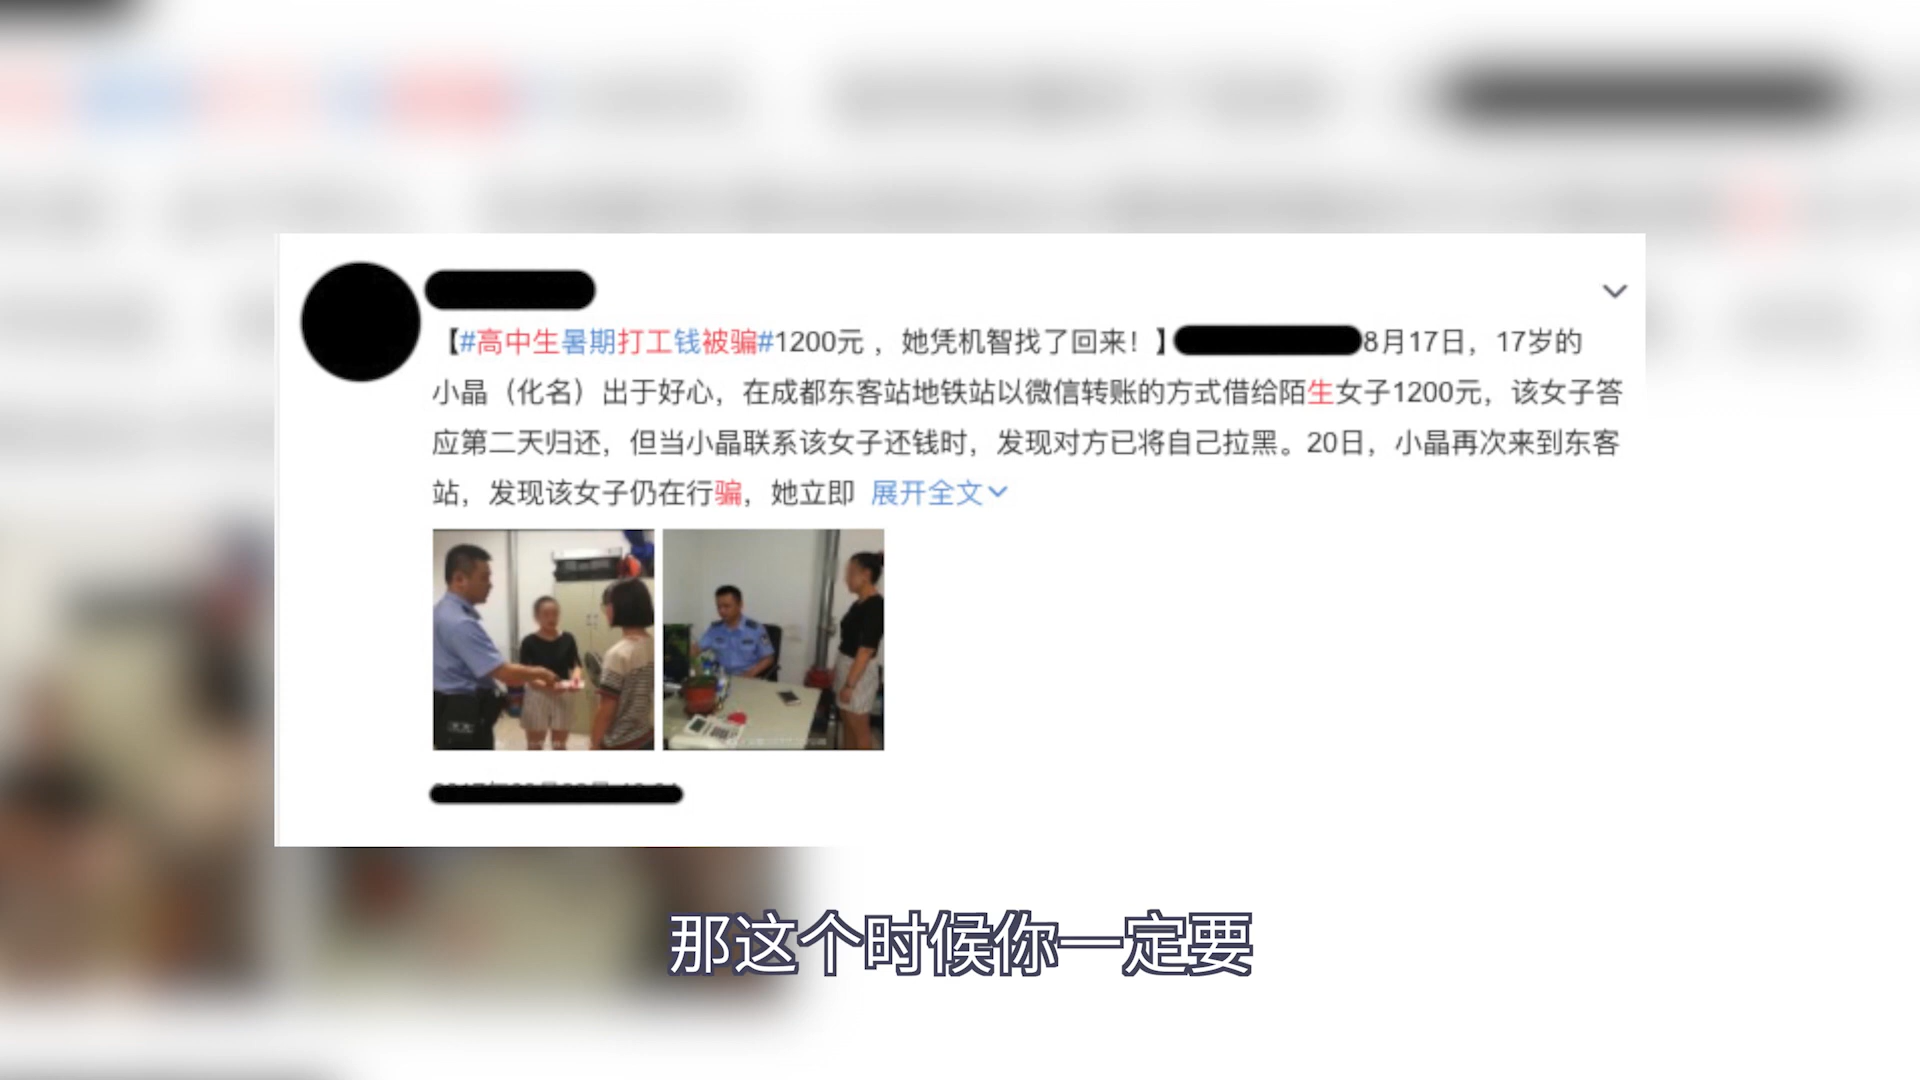 【#高中生暑期打工钱被骗#1200元，她凭机智找了回来！】8月17日，17岁的
小晶（化名）出于好心，在成都东客站地铁站以微信转账的方式借给陌生女子1200元，该女子答
应第二天归还，但当小晶联系该女子还钱时，发现对方已将自己拉黑。20日，小晶再次来到东客
站，发现该女子仍在行骗，她立即 展开全文
那这个时候你一定要